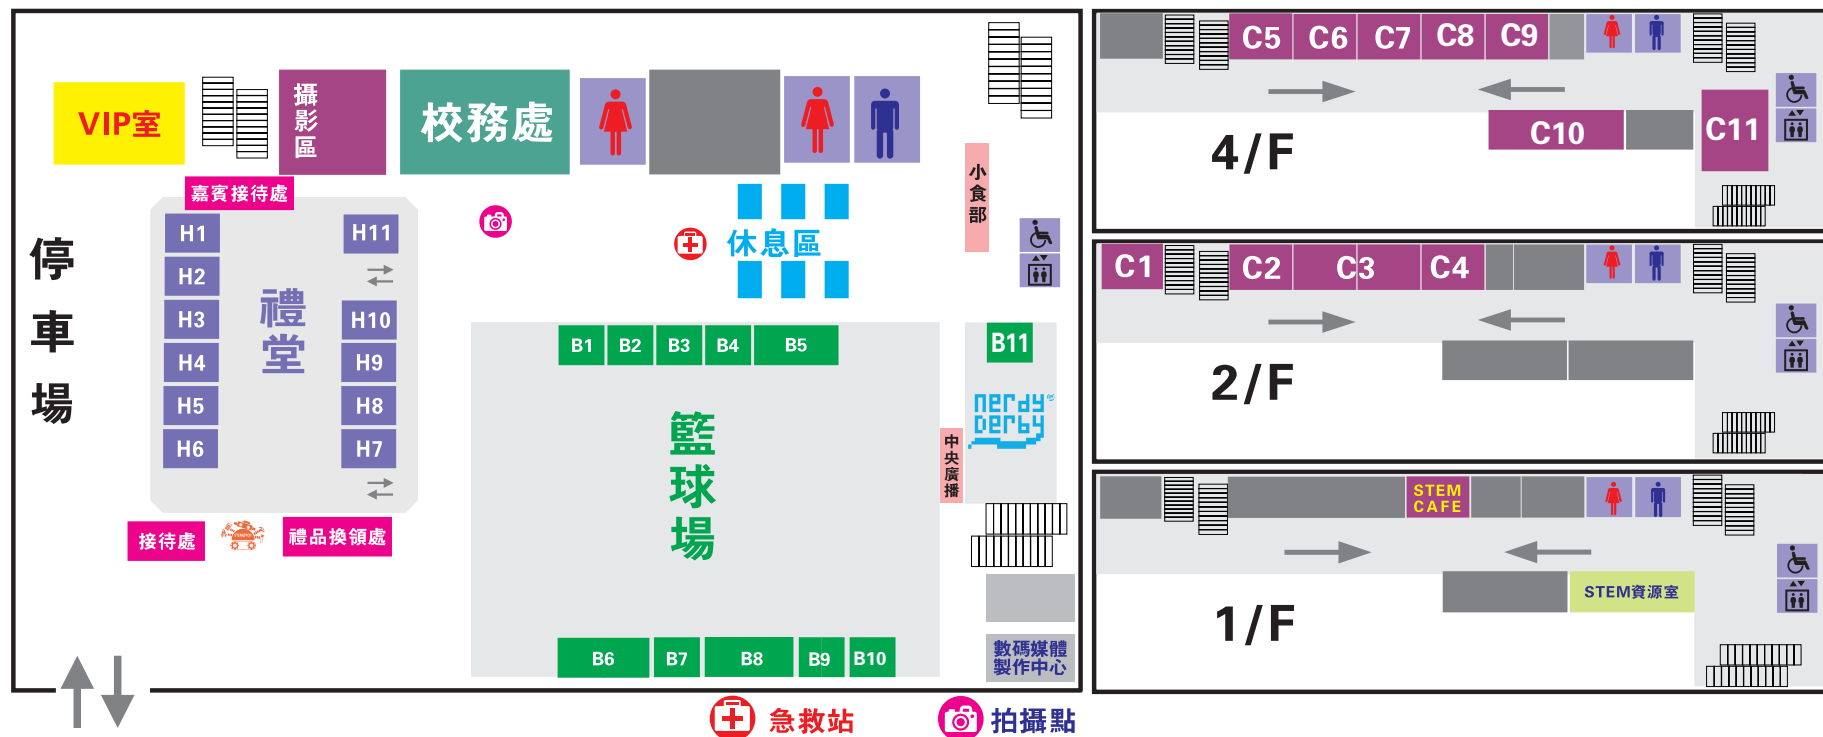 VIP室
攝影區
校務處
嘉賓接待處
小食部
停車場
H1
H2
H3
H4
H5
H6
禮堂
H11
H10
H9
H8
H7
接待處
禮品換領處
休息區
B1
B2
B3
B4
B5
B11
nerdy
Derby
籃球場
中央廣播
B6
B7
B8
B9
B10
數碼媒體
製作中心
急救站
拍攝點
C5
C6
C7
C8
C9
C10
C11
4/F
C1
C2
C3
C4
2/F
STEM
CAFE
STEM資源室
1/F